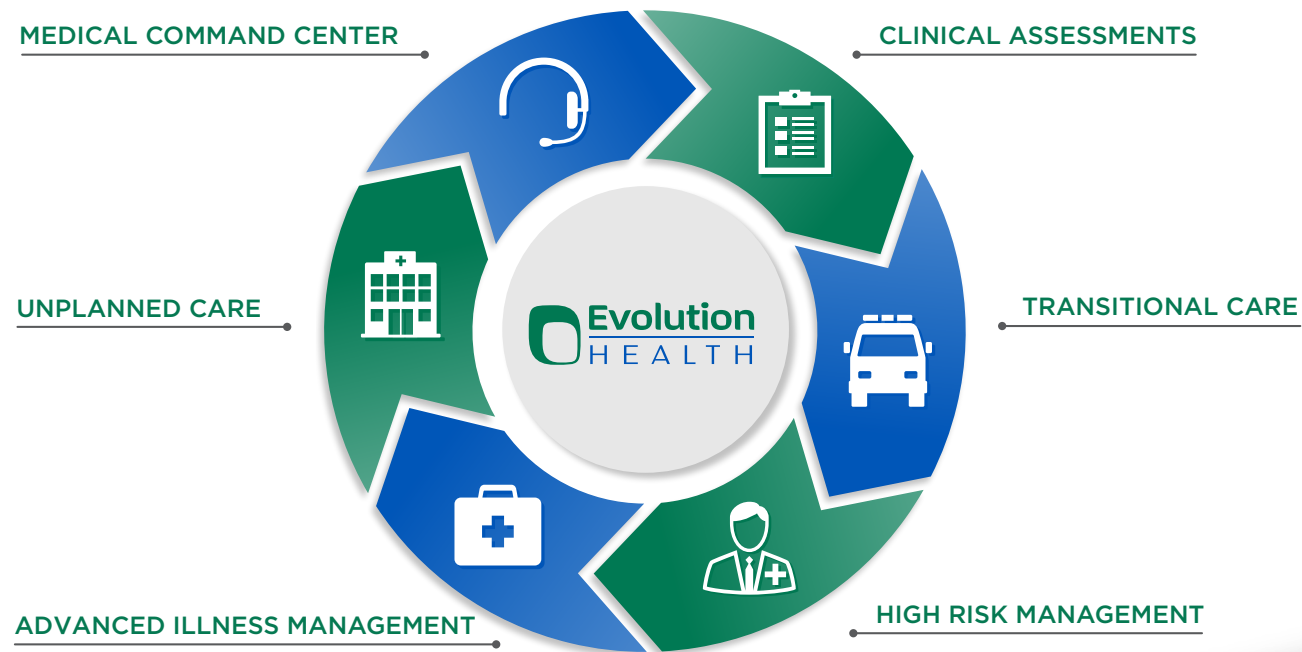 MEDICAL COMMAND CENTER
CLINICAL ASSESSMENTS
UNPLANNED CARE
Evolution
HEALTH
TRANSITIONAL CARE
ADVANCED ILLNESS MANAGEMENT
HIGH RISK MANAGEMENT